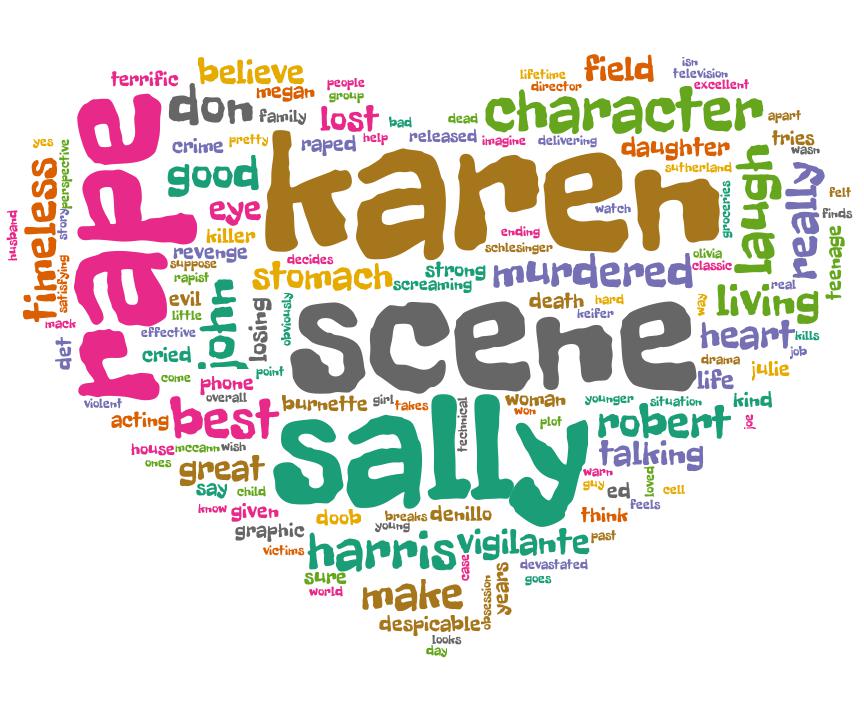 terrific
believe
megan
people
group
lifetime
director
field
isn
television
excellent
don
family
lost
bad
dead
character
apart
yes
perspective
rape
crime
pretty
raped
help
released
imagine
delivering
daughter
tries
wasn
good
karen
sutherland
laugh
really
felt
finds
husband
timeless
story
satisfying
eye
killer
revenge
watch
groceries
teenage
ending
schlesinger
suppose
rapist
decides
stomach
screaming
strong
murdered
olivia
classic
real
mack
evil
little
john
losing
obviously
scene
death
hard
keifer
way
living
det
effective
cried
heart
kills
job
come
phone
point
drama
life
julie
violent
overall
acting
best
burnette
girl
takes
technical
woman
won
plot
younger
situation
kind
joe
house
mccann
wish
sally
robert
talking
ones
great
warn
guy
ed
loved
cell
feels
say
child
know
given
doob
breaks
young
denillo
think
graphic
past
victims
harris
case
vigilante
devastated
goes
sure
world
make
obsession
years
despicable
looks
day